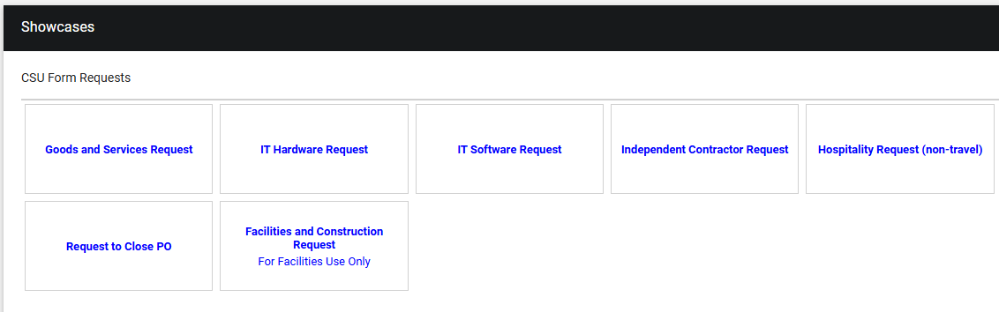 Showcases
CSU Form Requests
Goods and Services Request
IT Hardware Request
IT Software Request
Independent Contractor Request
Hospitality Request (non-travel)
Request to Close PO
Facilities and Construction
Request
For Facilities Use Only